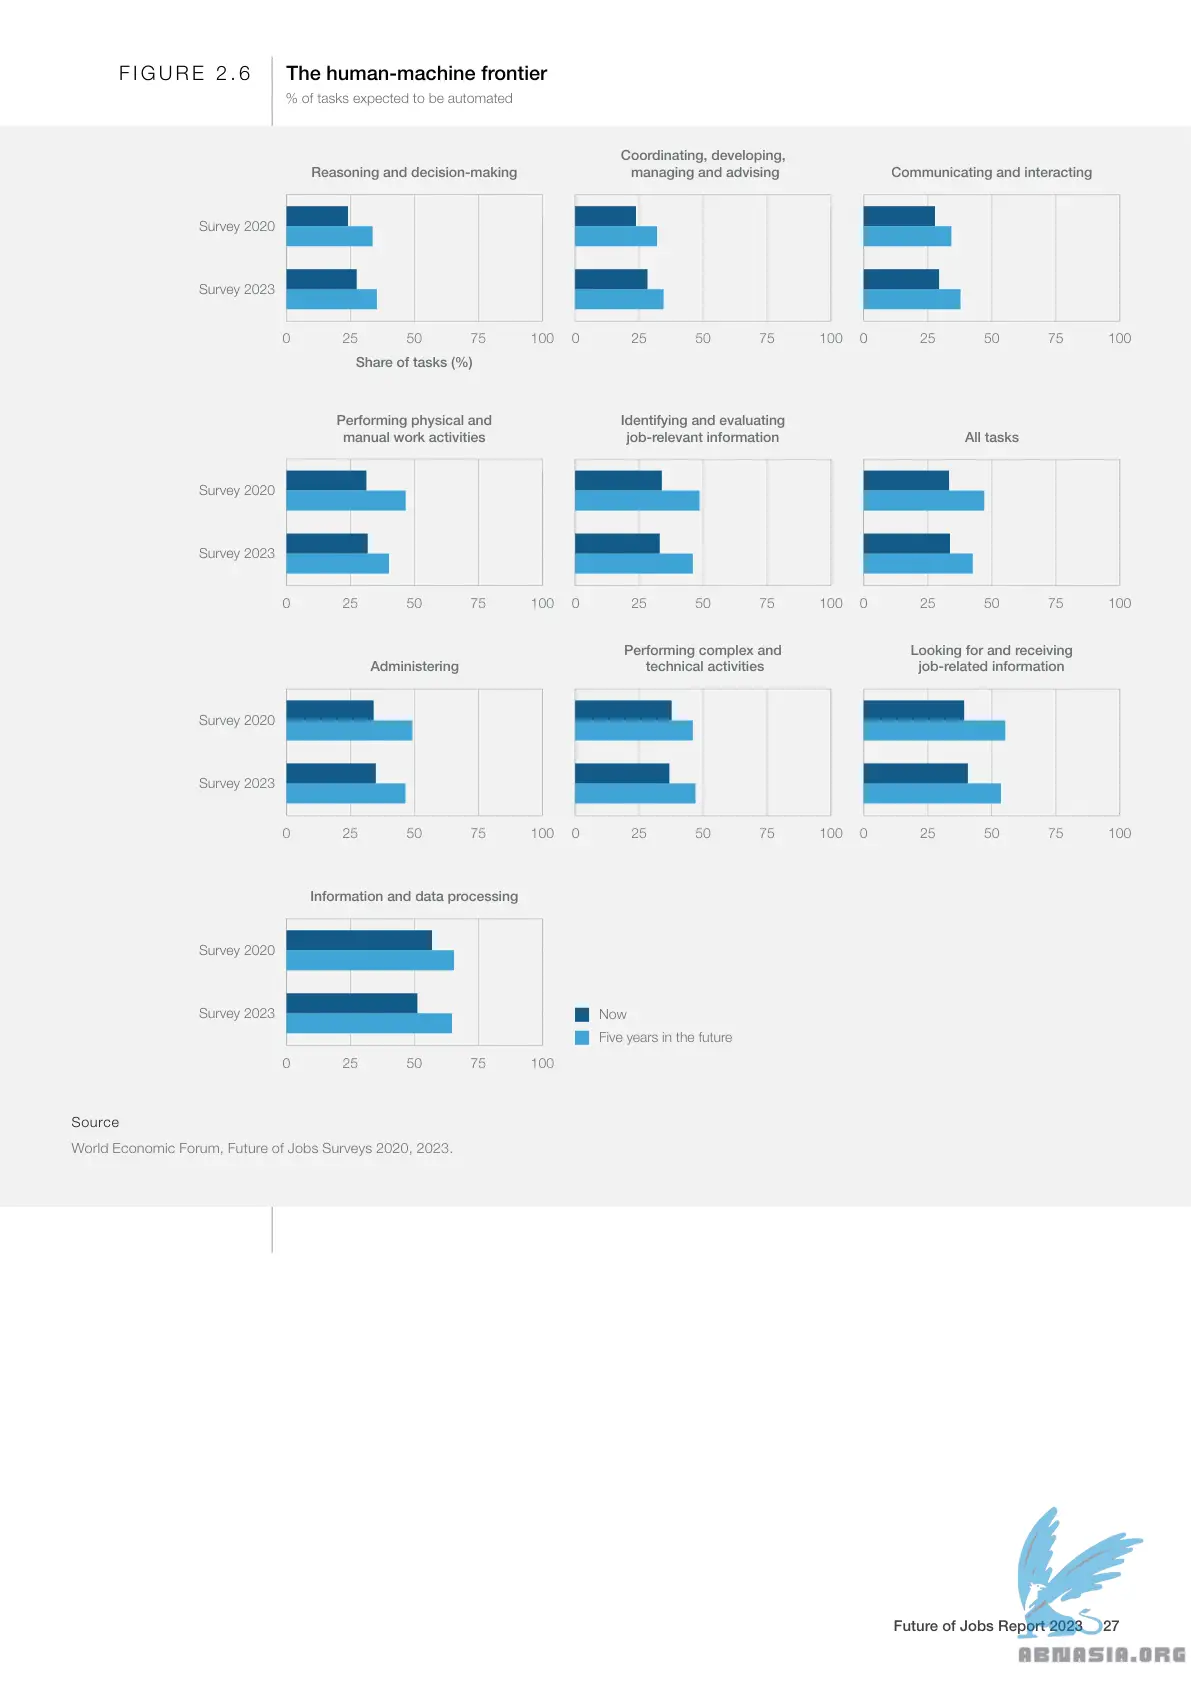 FIGURE 2.6
The human-machine frontier
% of tasks expected to be automated
Reasoning and decision-making
Coordinating, developing,
managing and advising
Communicating and interacting
Survey 2020
Survey 2023
0 25 50 75 100 0 25 50 75 100 0 25 50 75 100
Share of tasks (%)
Performing physical and
manual work activities
Identifying and evaluating
job-relevant information
All tasks
Survey 2020
Survey 2023
0 25 50 75 100 0 25 50 75 100 0 25 50 75 100
Administering
Performing complex and
technical activities
Looking for and receiving
job-related information
Survey 2020
Survey 2023
0 25 50 75 100 0 25 50 75 100 0 25 50 75 100
Information and data processing
Survey 2020
Survey 2023
0 25 50 75 100
Now
Five years in the future
Source
World Economic Forum, Future of Jobs Surveys 2020, 2023.
Future of Jobs Report 2023 27
ABNASIA.ORG